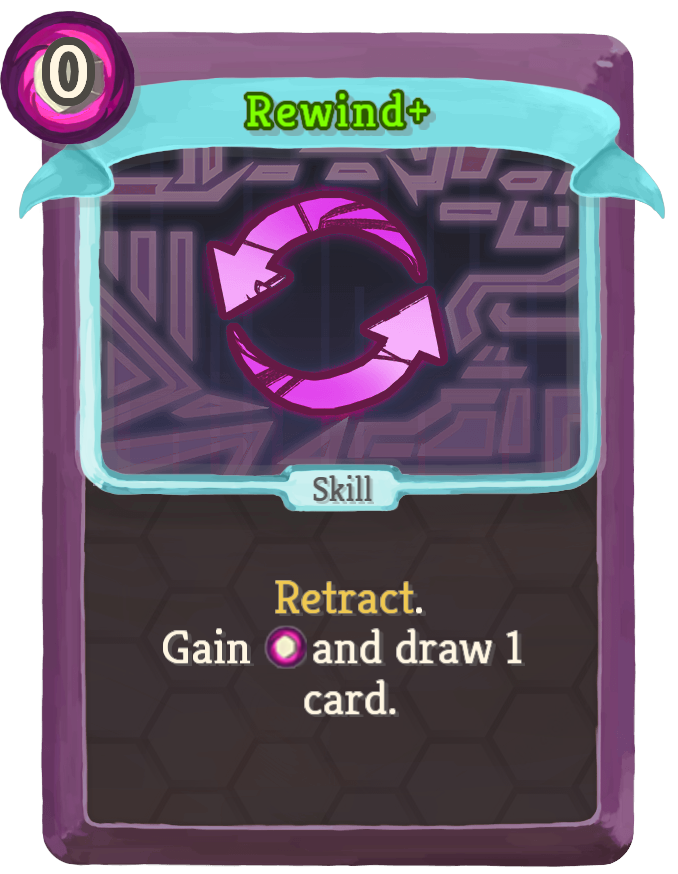 0
Rewind+
Skill
Retract.
Gain and draw 1
card.